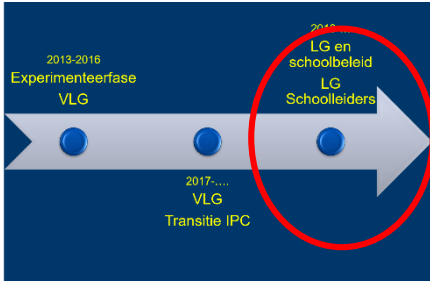 2013-2016
Experimenteerfase
VLG
2017-....
VLG
Transitie IPC
LG en
schoolbeleid
LG
Schoolleiders